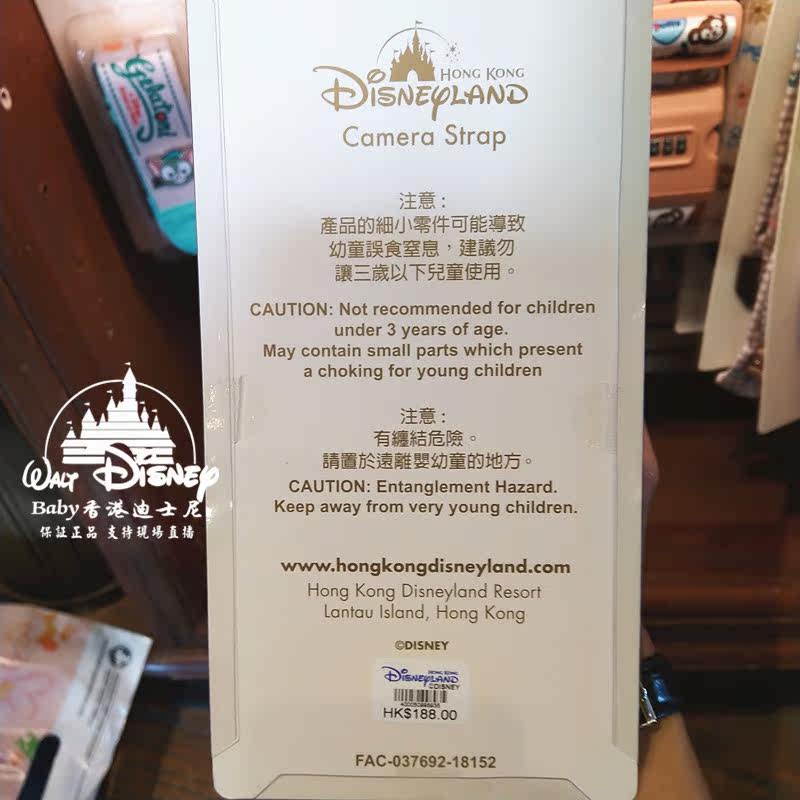 HONG KONG
DISNEYLAND
Camera Strap
注意：
產品的細小零件可能導致
幼童誤食窒息，建議勿
讓三歲以下兒童使用。
CAUTION: Not recommended for children
under 3 years of age.
May contain small parts which present
a choking for young children
注意：
有纏結危險。
請置於遠離嬰幼童的地方。
CAUTION: Entanglement Hazard.
Keep away from very young children.
www.hongkongdisneyland.com
Hong Kong Disneyland Resort
Lantau Island, Hong Kong
©DISNEY
HONG KONG
DISNEYLAND
©DISNEY
HK$188.00
FAC-037692-18152
Gelatoni
WALT DISNEY
Baby香港迪士尼
保証正品 支持現場直播